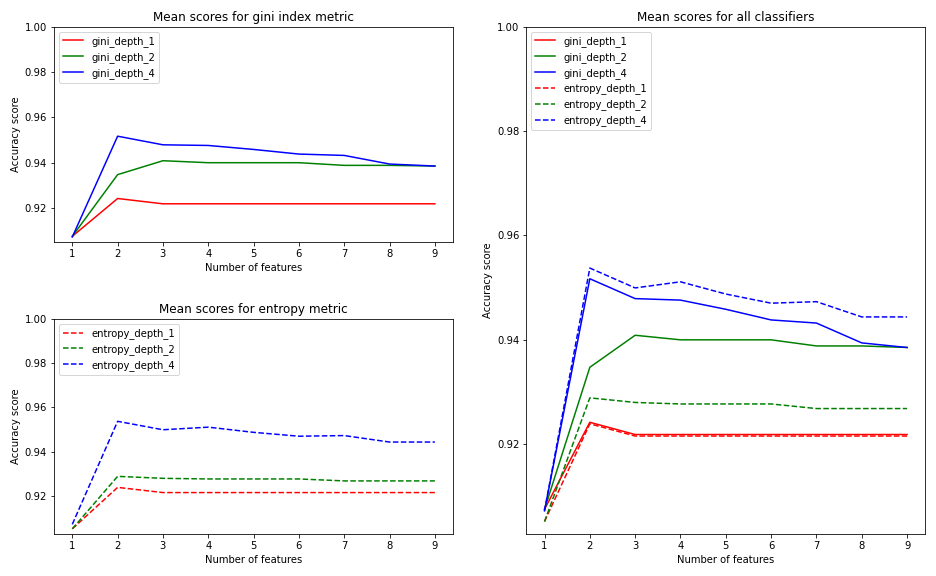 Mean scores for gini index metric
1.00
0.98
0.96
0.94
0.92
Accuracy score
gini_depth_1
gini_depth_2
gini_depth_4
1 2 3 4 5 6 7 8 9
Number of features
Mean scores for entropy metric
1.00
0.98
0.96
0.94
0.92
Accuracy score
entropy_depth_1
entropy_depth_2
entropy_depth_4
1 2 3 4 5 6 7 8 9
Number of features
Mean scores for all classifiers
1.00
0.98
0.96
0.94
0.92
Accuracy score
gini_depth_1
gini_depth_2
gini_depth_4
entropy_depth_1
entropy_depth_2
entropy_depth_4
1 2 3 4 5 6 7 8 9
Number of features